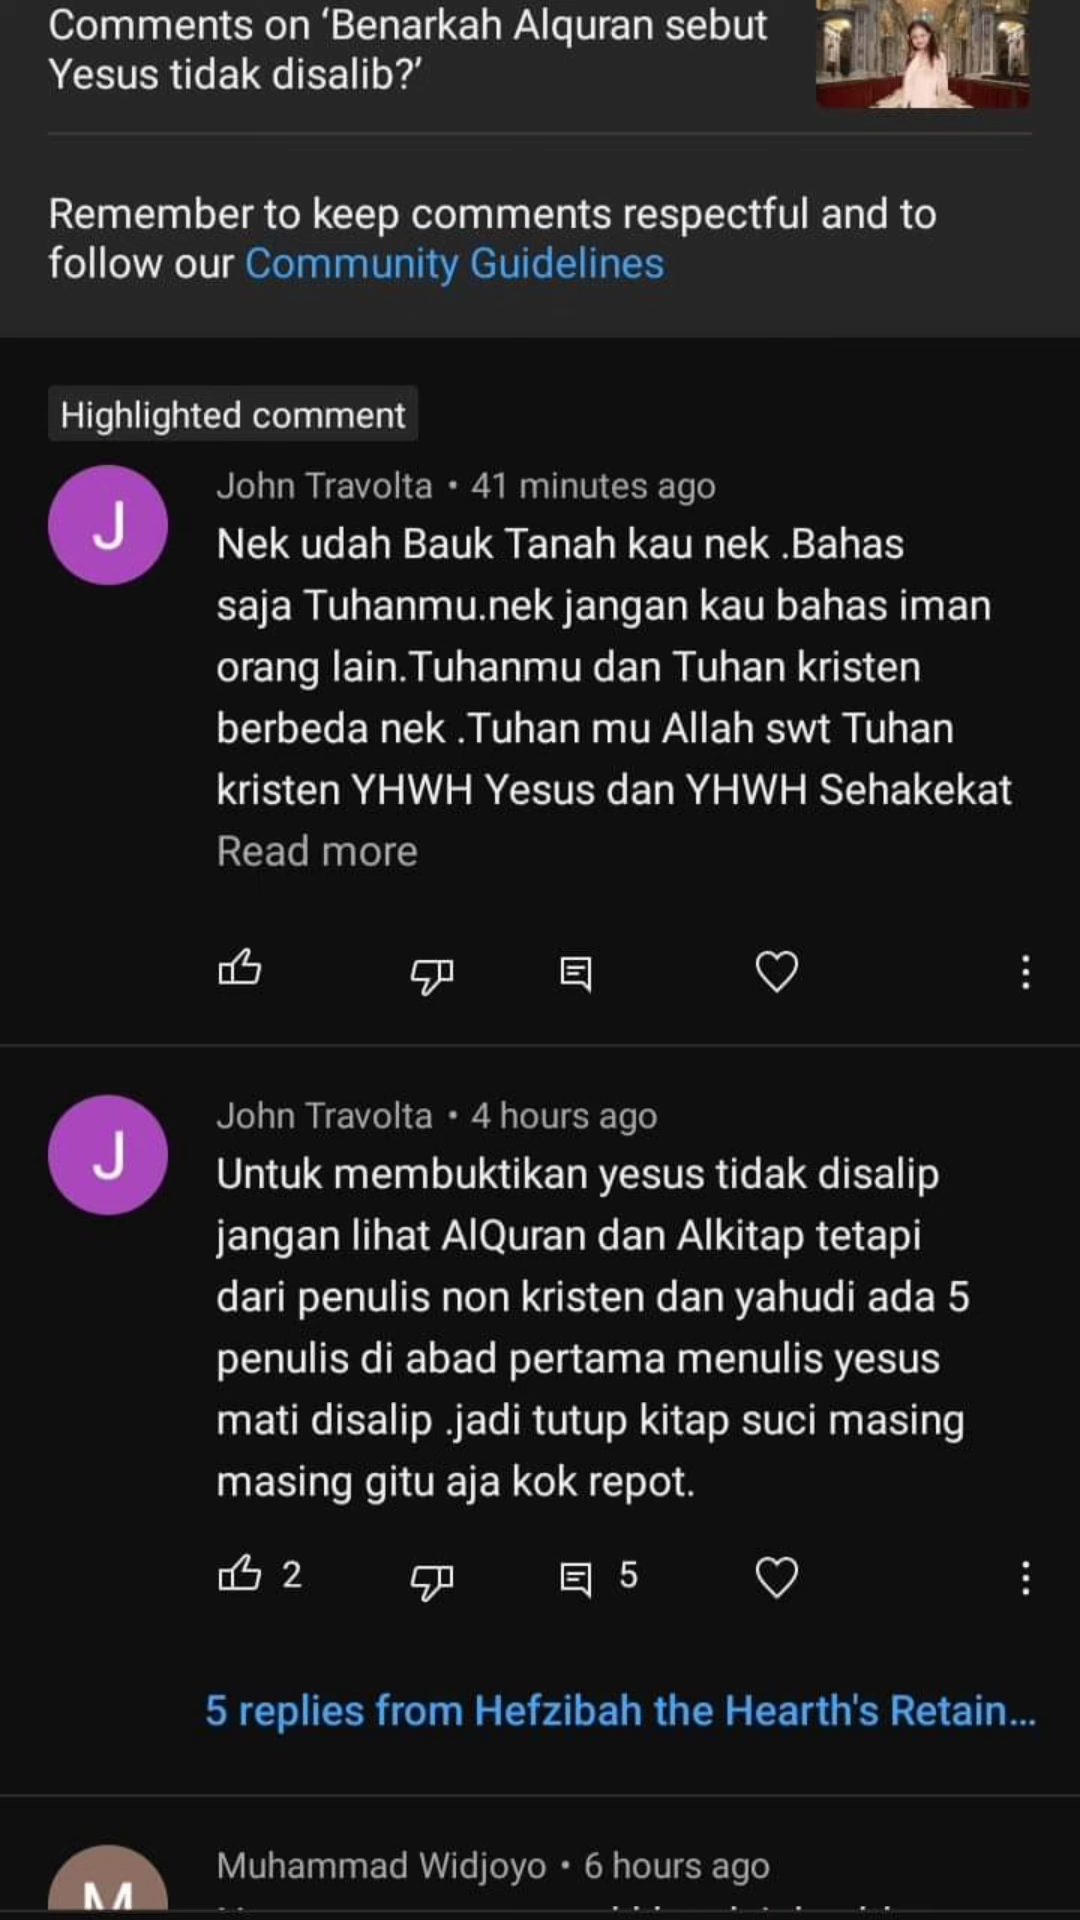 Comments on ‘Benarkah Alquran sebut
Yesus tidak disalib?’
Remember to keep comments respectful and to
follow our Community Guidelines
Highlighted comment
J
John Travolta • 41 minutes ago
Nek udah Bauk Tanah kau nek .Bahas
saja Tuhanmu.nek jangan kau bahas iman
orang lain.Tuhanmu dan Tuhan kristen
berbeda nek .Tuhan mu Allah swt Tuhan
kristen YHWH Yesus dan YHWH Sehakekat
Read more
J
John Travolta • 4 hours ago
Untuk membuktikan yesus tidak disalip
jangan lihat AlQuran dan Alkitap tetapi
dari penulis non kristen dan yahudi ada 5
penulis di abad pertama menulis yesus
mati disalip .jadi tutup kitap suci masing
masing gitu aja kok repot.
2 5
5 replies from Hefzibah the Hearth's Retain...
M
Muhammad Widjoyo • 6 hours ago